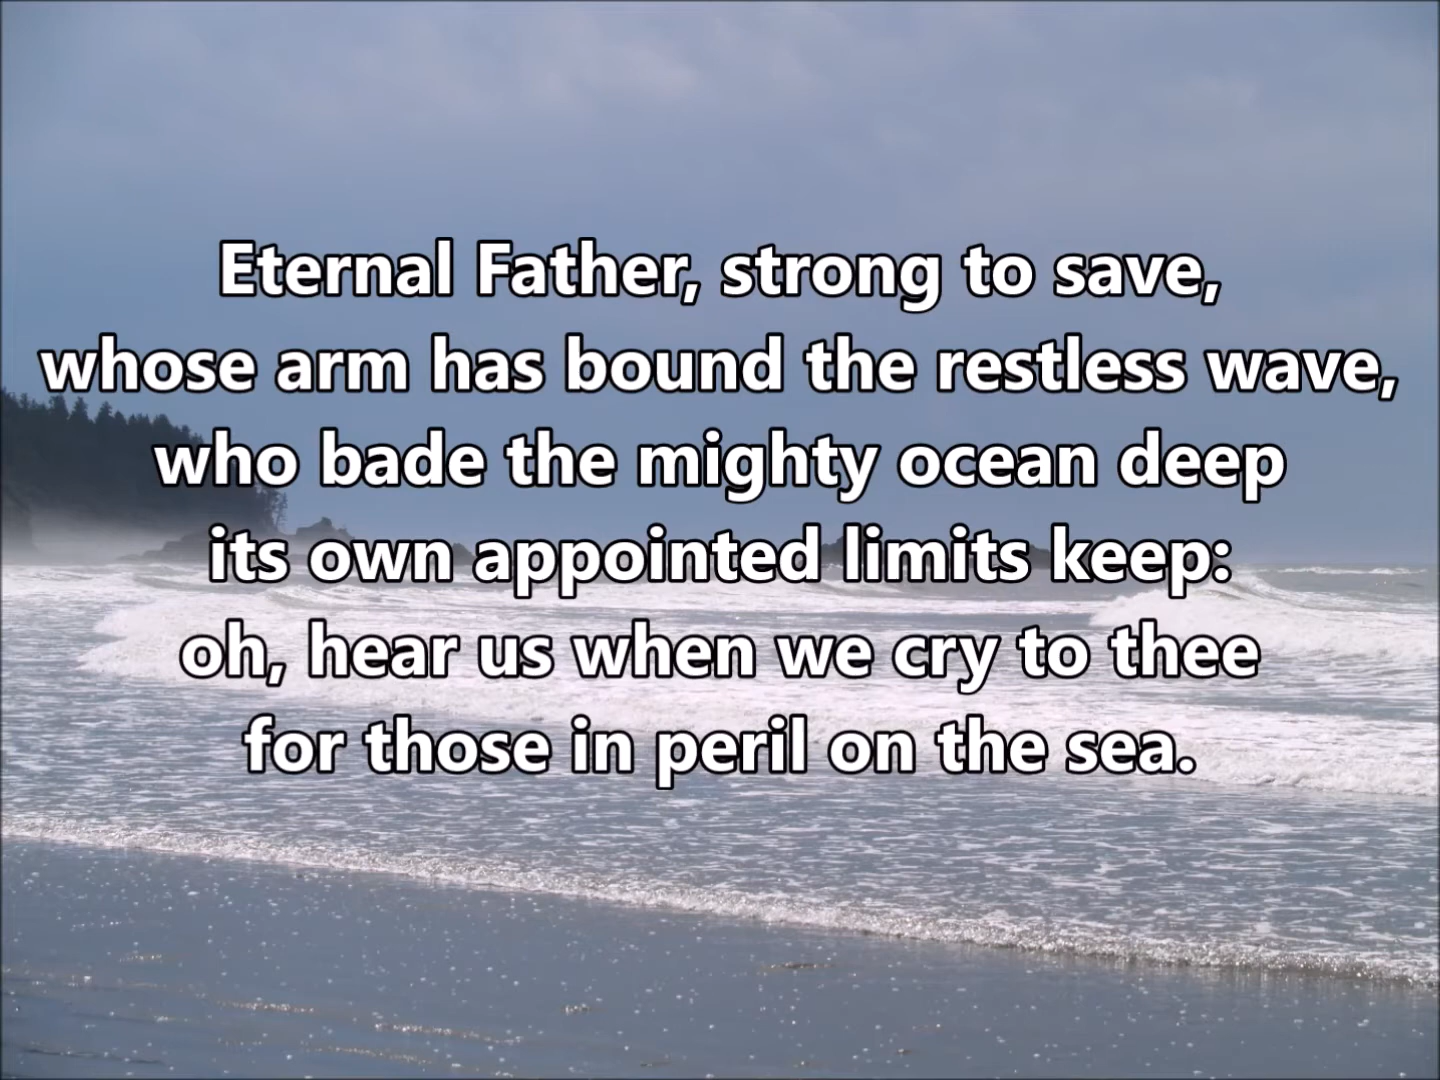 Eternal Father, strong to save,
whose arm has bound the restless wave,
who bade the mighty ocean deep
its own appointed limits keep:
oh, hear us when we cry to thee
for those in peril on the sea.